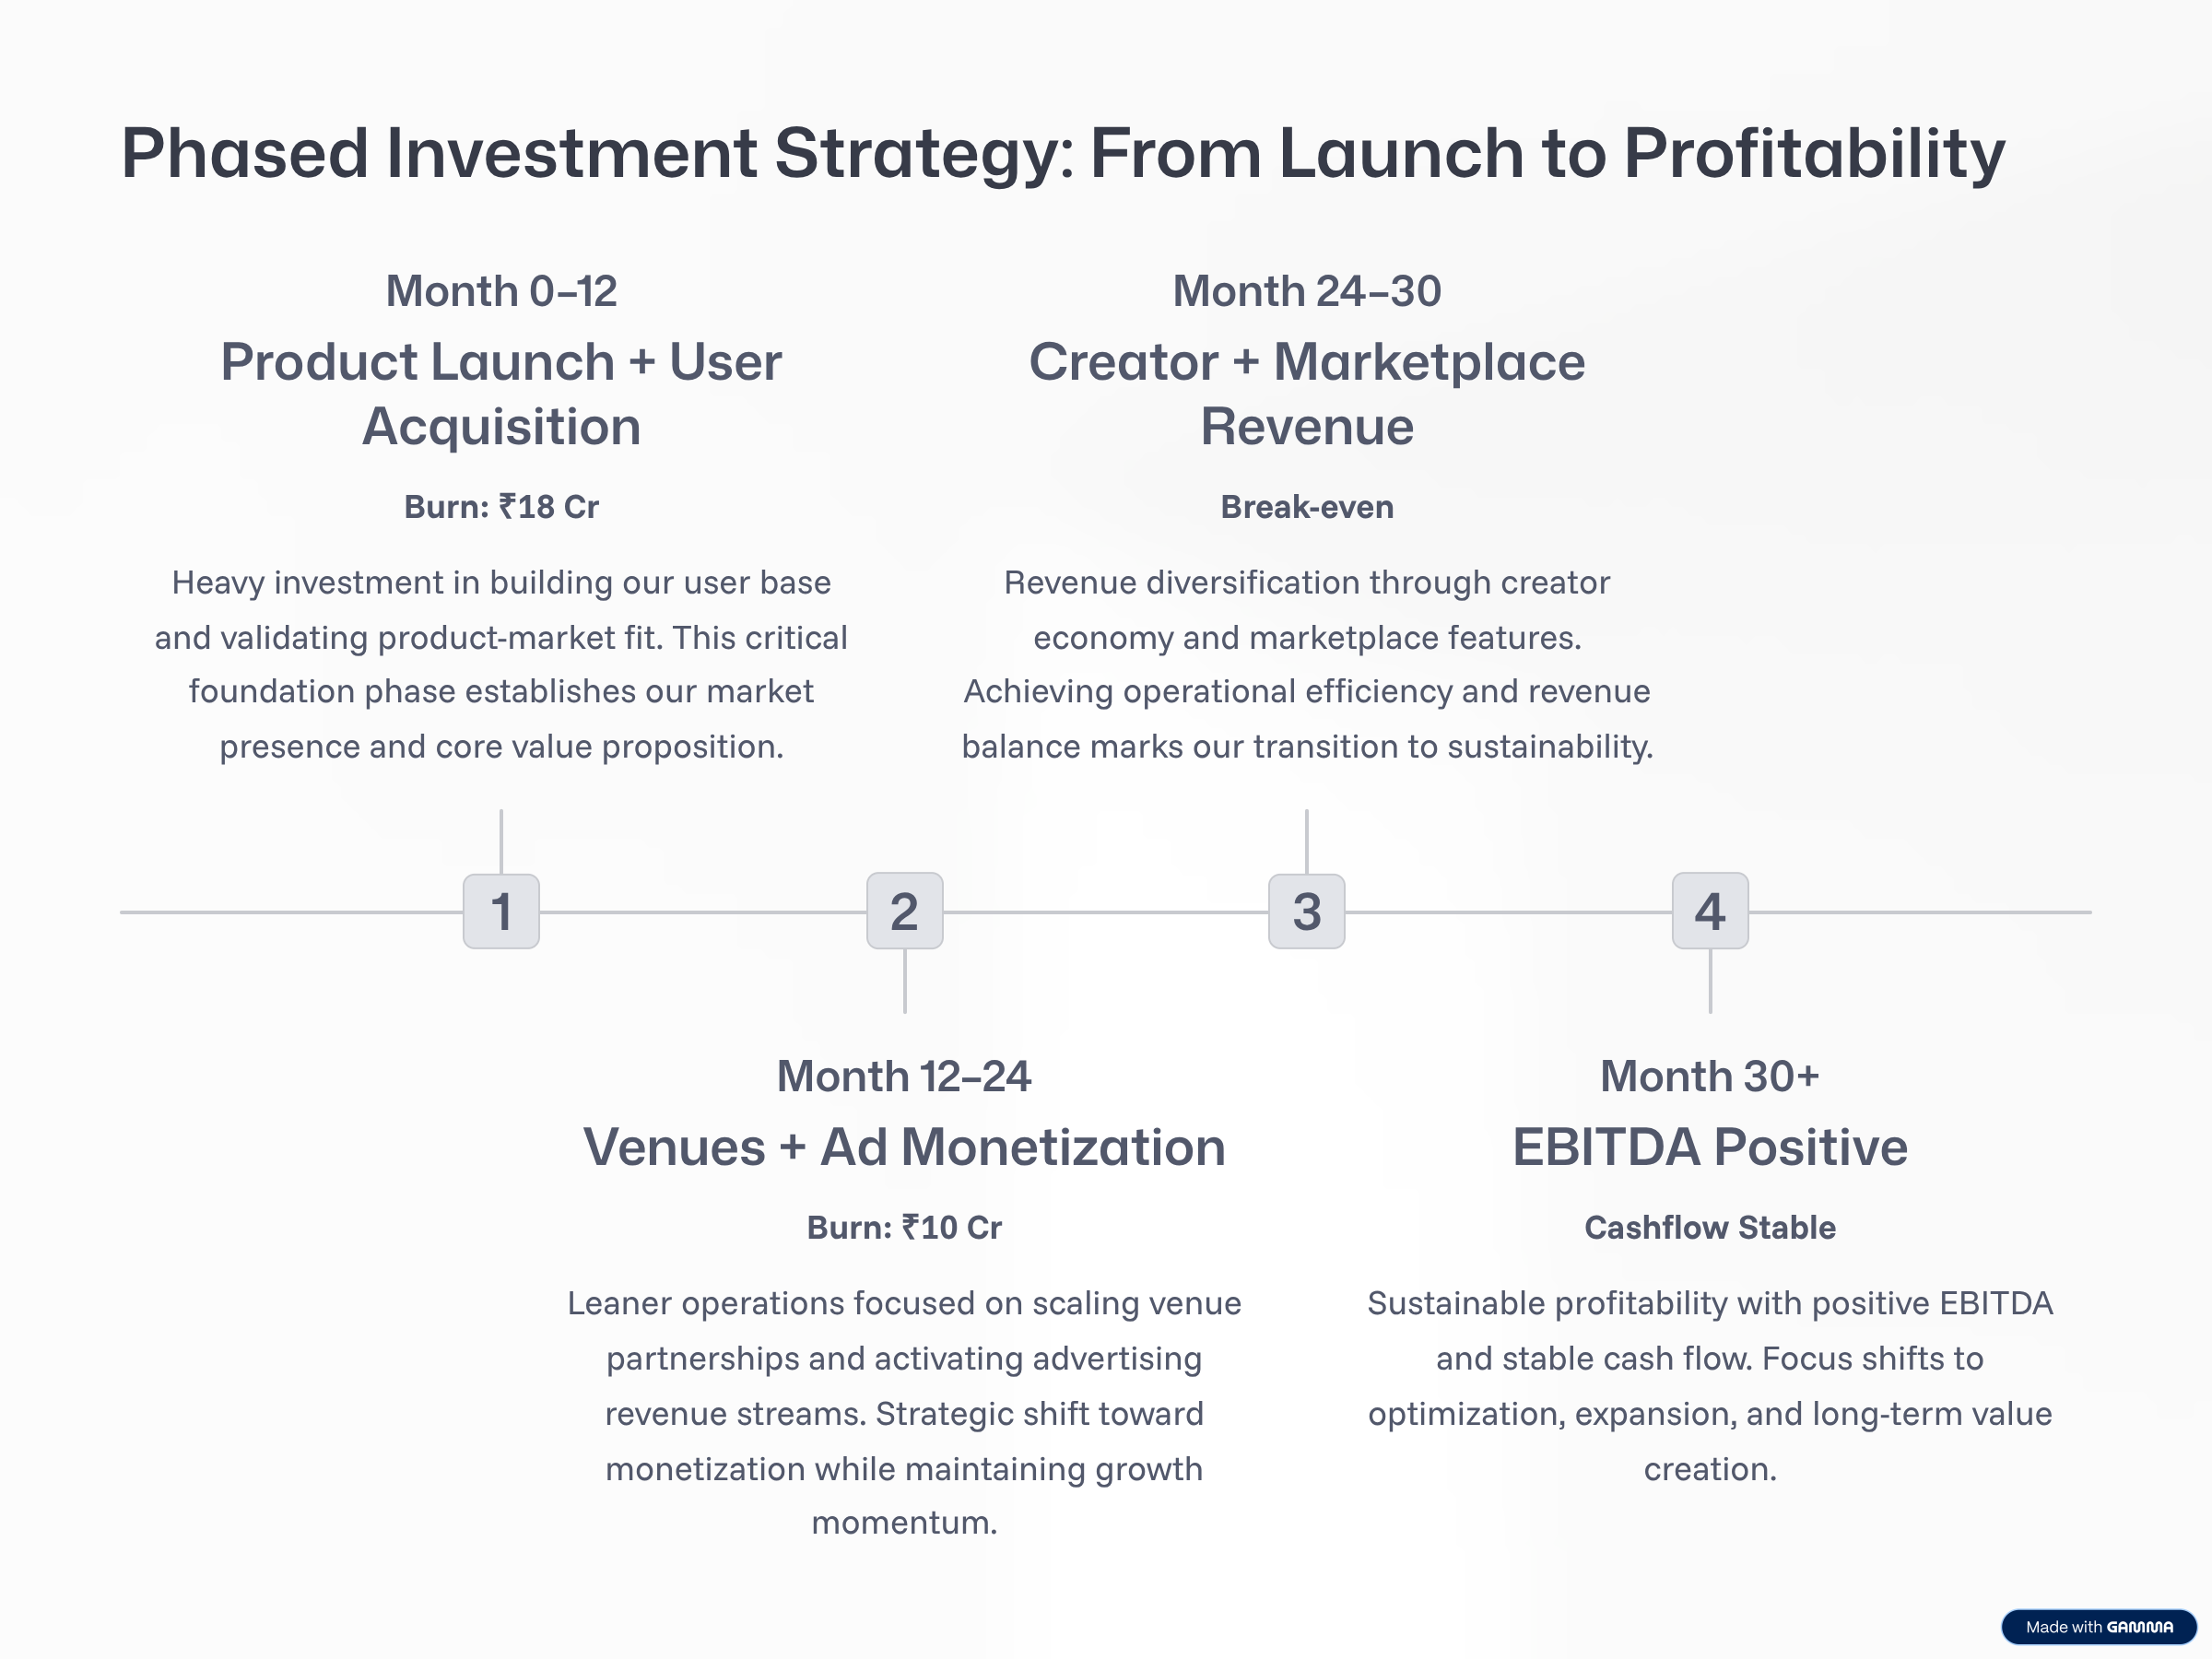 Phased Investment Strategy: From Launch to Profitability
Month 0–12
Product Launch + User
Acquisition
Burn: ₹18 Cr
Heavy investment in building our user base
and validating product-market fit. This critical
foundation phase establishes our market
presence and core value proposition.
Month 24–30
Creator + Marketplace
Revenue
Break-even
Revenue diversification through creator
economy and marketplace features.
Achieving operational efficiency and revenue
balance marks our transition to sustainability.
1
2
3
4
Month 12–24
Venues + Ad Monetization
Burn: ₹10 Cr
Leaner operations focused on scaling venue
partnerships and activating advertising
revenue streams. Strategic shift toward
monetization while maintaining growth
momentum.
Month 30+
EBITDA Positive
Cashflow Stable
Sustainable profitability with positive EBITDA
and stable cash flow. Focus shifts to
optimization, expansion, and long-term value
creation.
Made with GAMMA